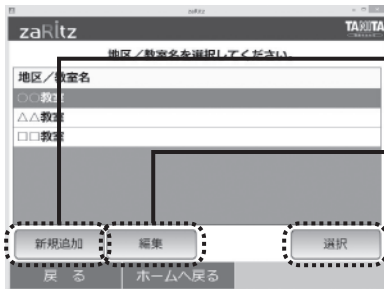 zaRitz
zaRitz
TANITA
地区／教室名を選択してください。
地区／教室名
○○教室
△△教室
□□教室
新規追加
編集
選択
戻る
ホームへ戻る